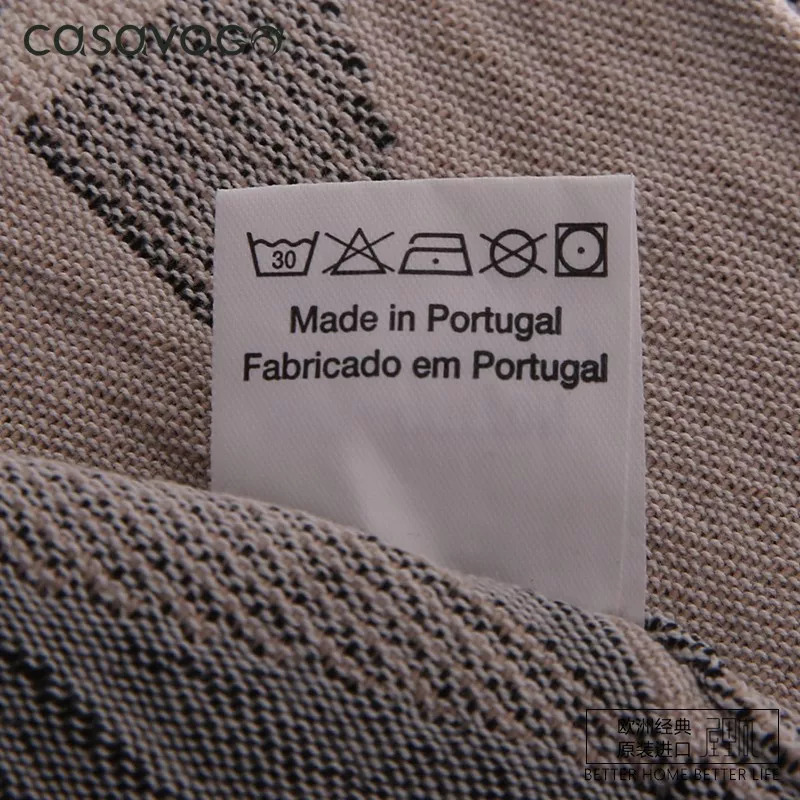 casavogo
30
Made in Portugal
Fabricado em Portugal
欧洲经典
原装进口
BETTER HOME BETTER LIFE